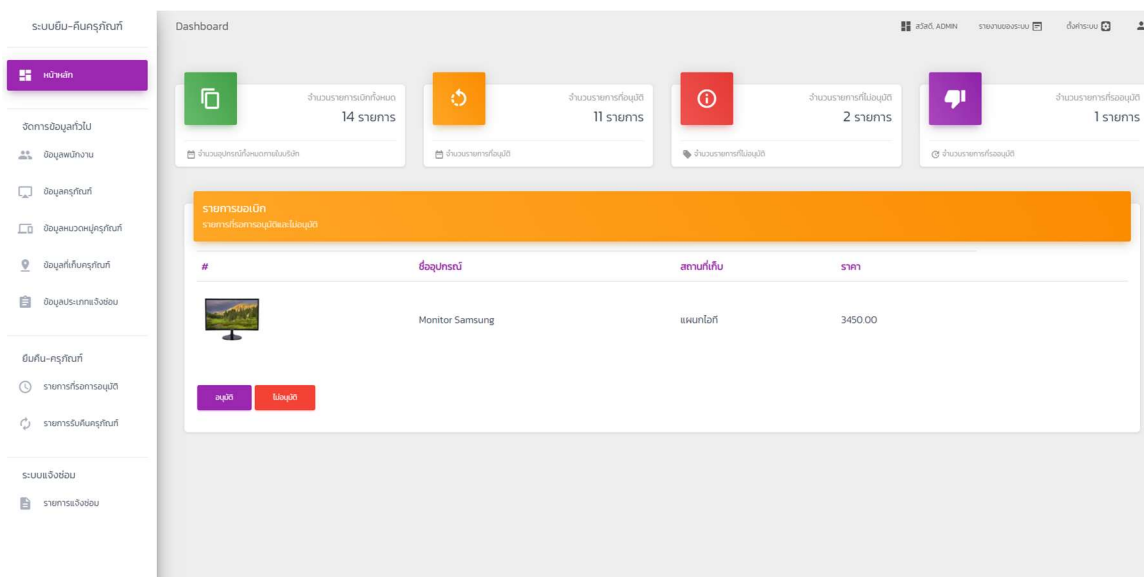 ระบบยืม-คืนครุภัณฑ์
หน้าหลัก
จัดการข้อมูลทั่วไป
ข้อมูลพนักงาน
ข้อมูลครุภัณฑ์
ข้อมูลหมวดหมู่ครุภัณฑ์
ข้อมูลที่เก็บครุภัณฑ์
ข้อมูลประเภทแจ้งซ่อม
ยืมคืน-ครุภัณฑ์
รายการที่รอการอนุมัติ
รายการรับคืนครุภัณฑ์
ระบบแจ้งซ่อม
รายการแจ้งซ่อม
Dashboard
สวัสดี, ADMIN
รายงานของระบบ
ตั้งค่าระบบ
จำนวนรายการเบิกทั้งหมด
14 รายการ
จำนวนอุปกรณ์ทั้งหมดภายในบริษัท
จำนวนรายการที่อนุมัติ
11 รายการ
จำนวนรายการที่อนุมัติ
จำนวนรายการที่ไม่อนุมัติ
2 รายการ
จำนวนรายการที่ไม่อนุมัติ
จำนวนรายการที่รออนุมัติ
1 รายการ
จำนวนรายการที่รออนุมัติ
รายการขอเบิก
รายการที่รอการอนุมัติและไม่อนุมัติ
# ชื่ออุปกรณ์ สถานที่เก็บ ราคา
Monitor Samsung แผนกไอที 3450.00
อนุมัติ ไม่อนุมัติ